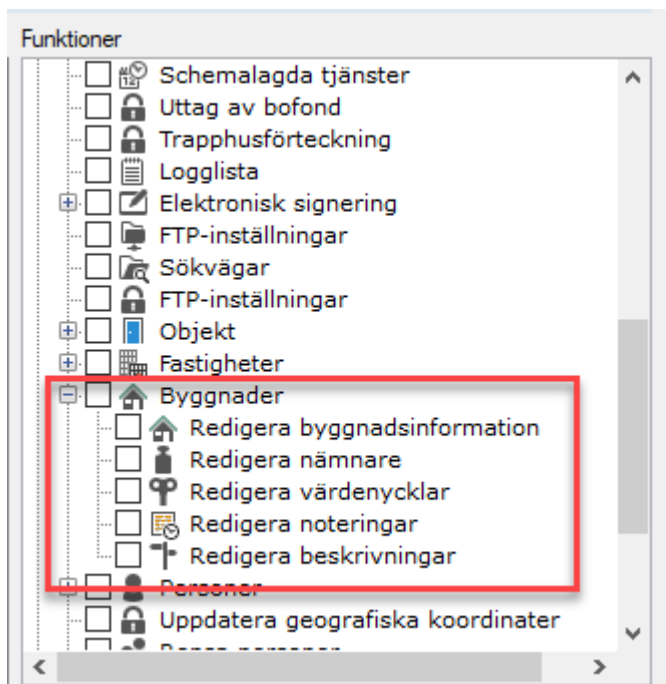 Funktioner
Schemalagda tjänster
Uttag av bofond
Trapphusförteckning
Logglista
Elektronisk signering
FTP-inställningar
Sökvägar
FTP-inställningar
Objekt
Fastigheter
Byggnader
Redigera byggnadsinformation
Redigera nämnare
Redigera värdenycklar
Redigera noteringar
Redigera beskrivningar
Personer
Uppdatera geografiska koordinater